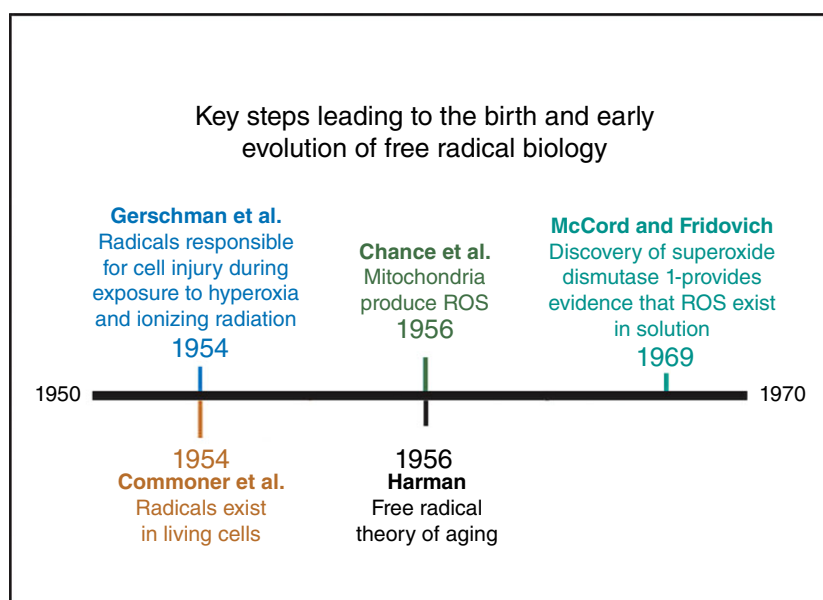 Key steps leading to the birth and early
evolution of free radical biology
Gerschman et al.
Radicals responsible
for cell injury during
exposure to hyperoxia
and ionizing radiation
1954
Chance et al.
Mitochondria
produce ROS
1956
McCord and Fridovich
Discovery of superoxide
dismutase 1-provides
evidence that ROS exist
in solution
1969
1950
1970
1954
Commoner et al.
Radicals exist
in living cells
1956
Harman
Free radical
theory of aging